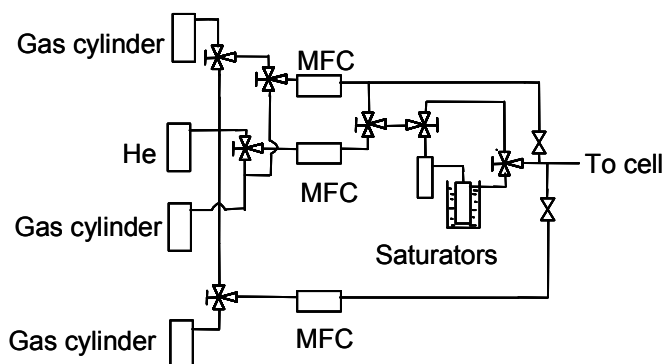 Gas cylinder
MFC
He
MFC
To cell
Gas cylinder
Saturators
MFC
Gas cylinder